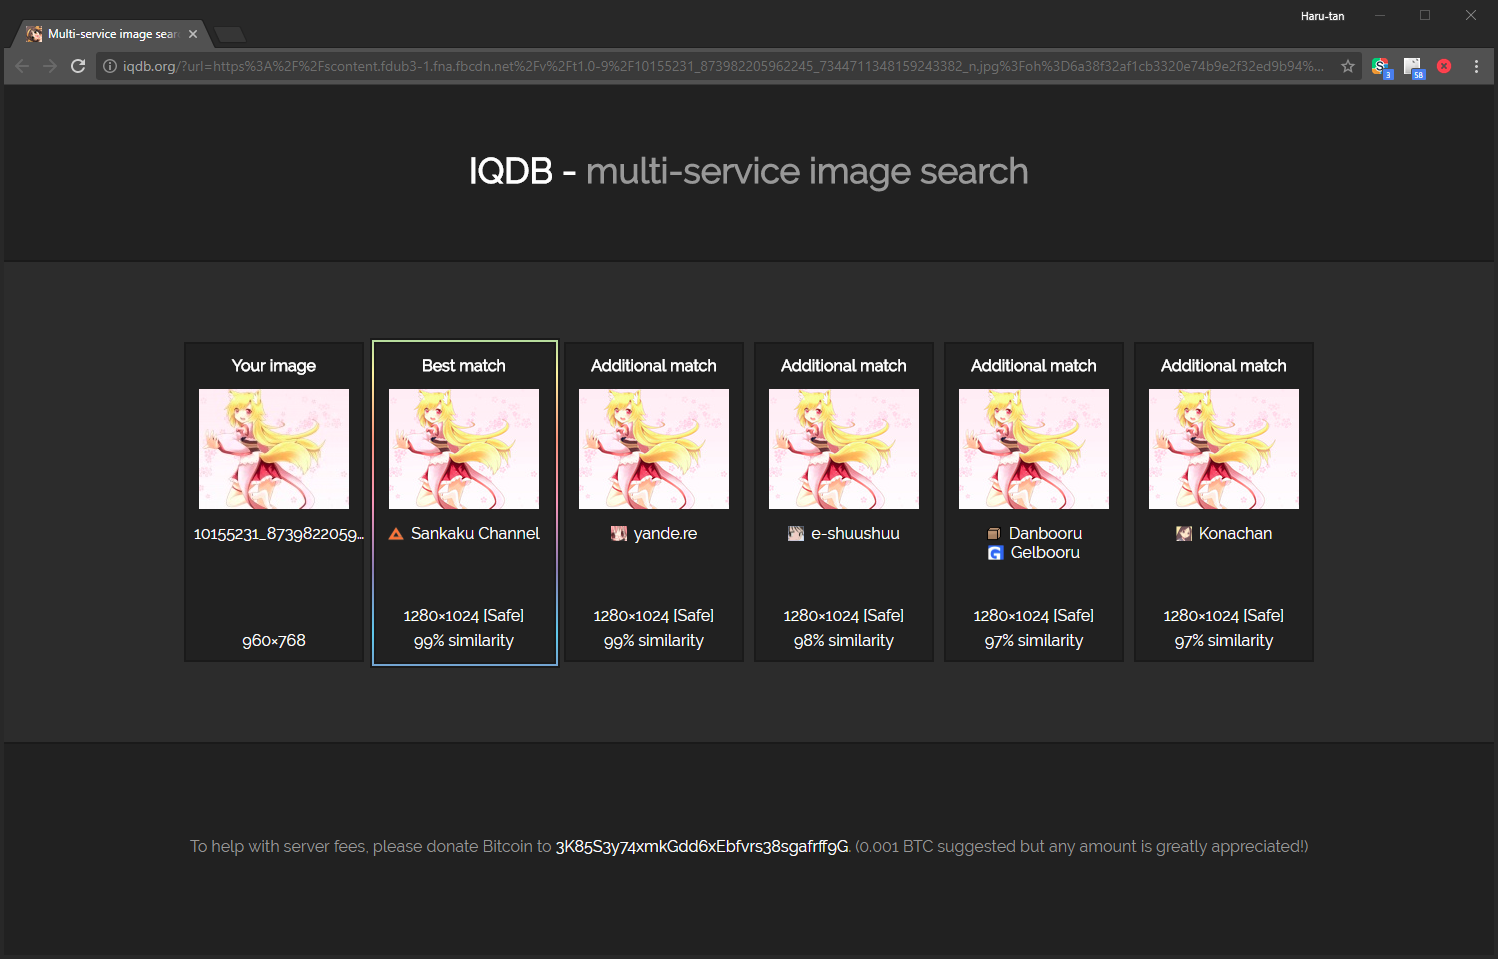 Haru-tan
Multi-service image sear
iqdb.org/?url=https%3A%2F%2Fscontent.fdub3-1.fna.fbcdn.net%2Fv%2Ft1.0-9%2F10155231_873982205962245_7344711348159243382_n.jpg%3Foh%3D6a38f32af1cb3320e74b9e2f32ed9b94%...
3
58
IQDB - multi-service image search
Your image
Best match
Additional match
Additional match
Additional match
Additional match
10155231_8739822059...
Sankaku Channel
yande.re
e-shuushuu
Danbooru
Konachan
Gelbooru
1280×1024 [Safe]
1280×1024 [Safe]
1280×1024 [Safe]
1280×1024 [Safe]
1280×1024 [Safe]
960×768
99% similarity
99% similarity
98% similarity
97% similarity
97% similarity
To help with server fees, please donate Bitcoin to 3K85S3y74xmkGdd6xEbfvrs38sgafrff9G. (0.001 BTC suggested but any amount is greatly appreciated!)